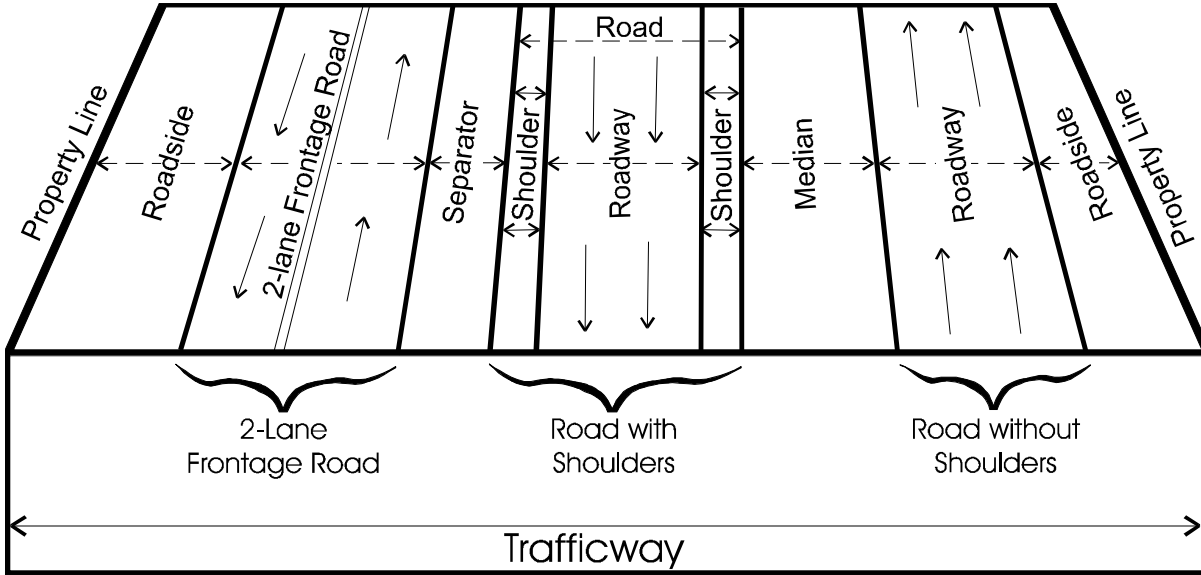 Road
Property Line
Roadside
2-lane Frontage Road
Separator
Shoulder
Roadway
Shoulder
Median
Roadway
Roadside
Property Line
2-Lane
Frontage Road
Road with
Shoulders
Road without
Shoulders
Trafficway